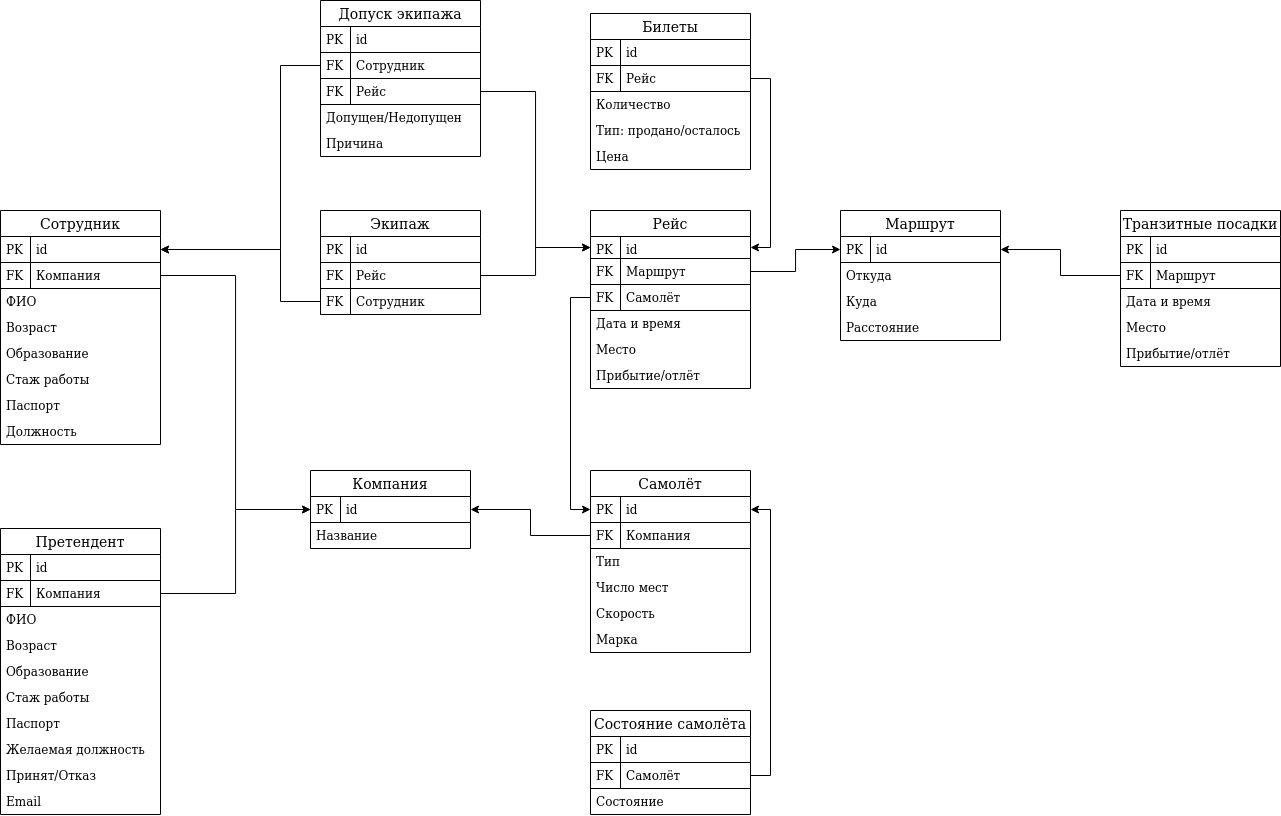 Допуск экипажа
PK id
FK Сотрудник
FK Рейс
Допущен/Недопущен
Причина
Билеты
PK id
FK Рейс
Количество
Тип: продано/осталось
Цена
Сотрудник
PK id
FK Компания
ФИО
Возраст
Образование
Стаж работы
Паспорт
Должность
Экипаж
PK id
FK Рейс
FK Сотрудник
Рейс
PK id
FK Маршрут
FK Самолёт
Дата и время
Место
Прибытие/отлёт
Маршрут
PK id
Откуда
Куда
Расстояние
Транзитные посадки
PK id
FK Маршрут
Дата и время
Место
Прибытие/отлёт
Компания
PK id
Название
Самолёт
PK id
FK Компания
Тип
Число мест
Скорость
Марка
Претендент
PK id
FK Компания
ФИО
Возраст
Образование
Стаж работы
Паспорт
Желаемая должность
Принят/Отказ
Email
Состояние самолёта
PK id
FK Самолёт
Состояние